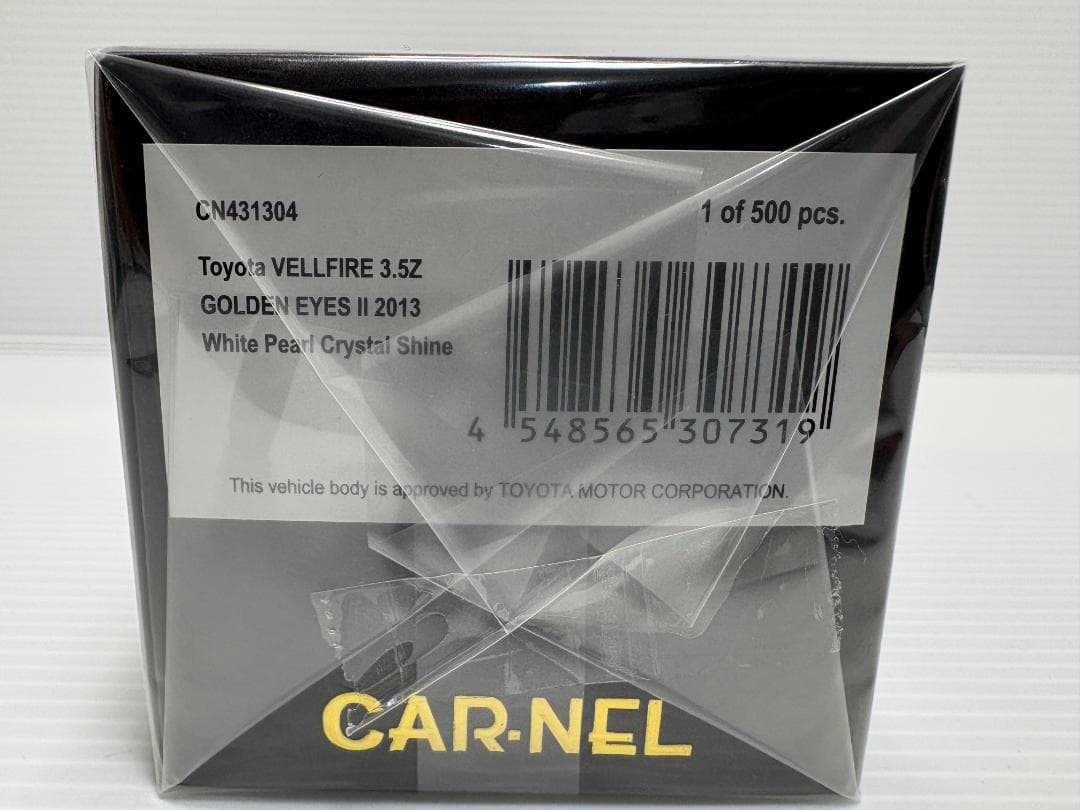 CN431304
1 of 500 pcs.
Toyota VELLFIRE 3.5Z
GOLDEN EYES II 2013
White Pearl Crystal Shine
4 548565 307319
This vehicle body is approved by TOYOTA MOTOR CORPORATION.
CAR-NEL